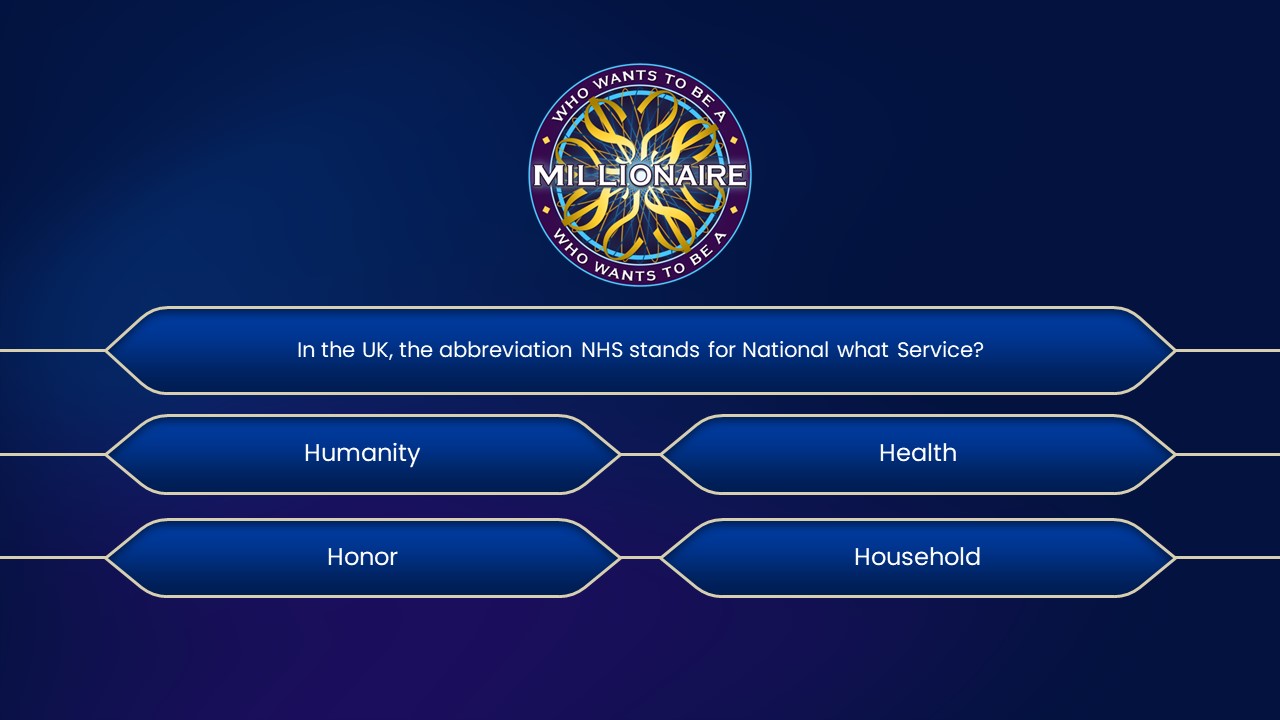 WHO WANTS TO BE A
MILLIONAIRE
WHO WANTS TO BE A
In the UK, the abbreviation NHS stands for National what Service?
Humanity
Health
Honor
Household